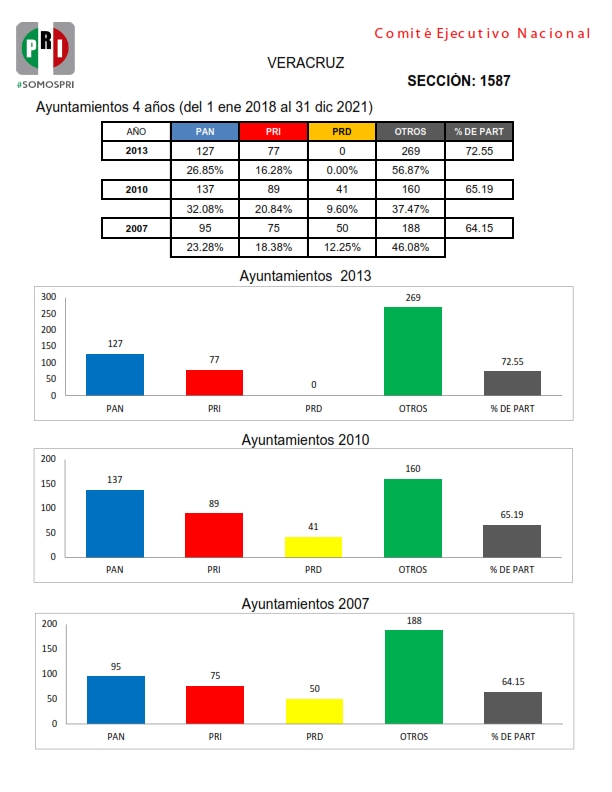 Comité Ejecutivo Nacional
PRI
#SOMOSPRI
VERACRUZ
SECCIÓN: 1587
Ayuntamientos 4 años (del 1 ene 2018 al 31 dic 2021)
AÑO PAN PRI PRD OTROS % DE PART
2013 127 77 0 269 72.55
26.85% 16.28% 0.00% 56.87%
2010 137 89 41 160 65.19
32.08% 20.84% 9.60% 37.47%
2007 95 75 50 188 64.15
23.28% 18.38% 12.25% 46.08%
Ayuntamientos 2013
300
250
200
150
100
50
0
127 77 0 269 72.55
PAN PRI PRD OTROS % DE PART
Ayuntamientos 2010
200
150
100
50
0
137 89 41 160 65.19
PAN PRI PRD OTROS % DE PART
Ayuntamientos 2007
200
150
100
50
0
95 75 50 188 64.15
PAN PRI PRD OTROS % DE PART